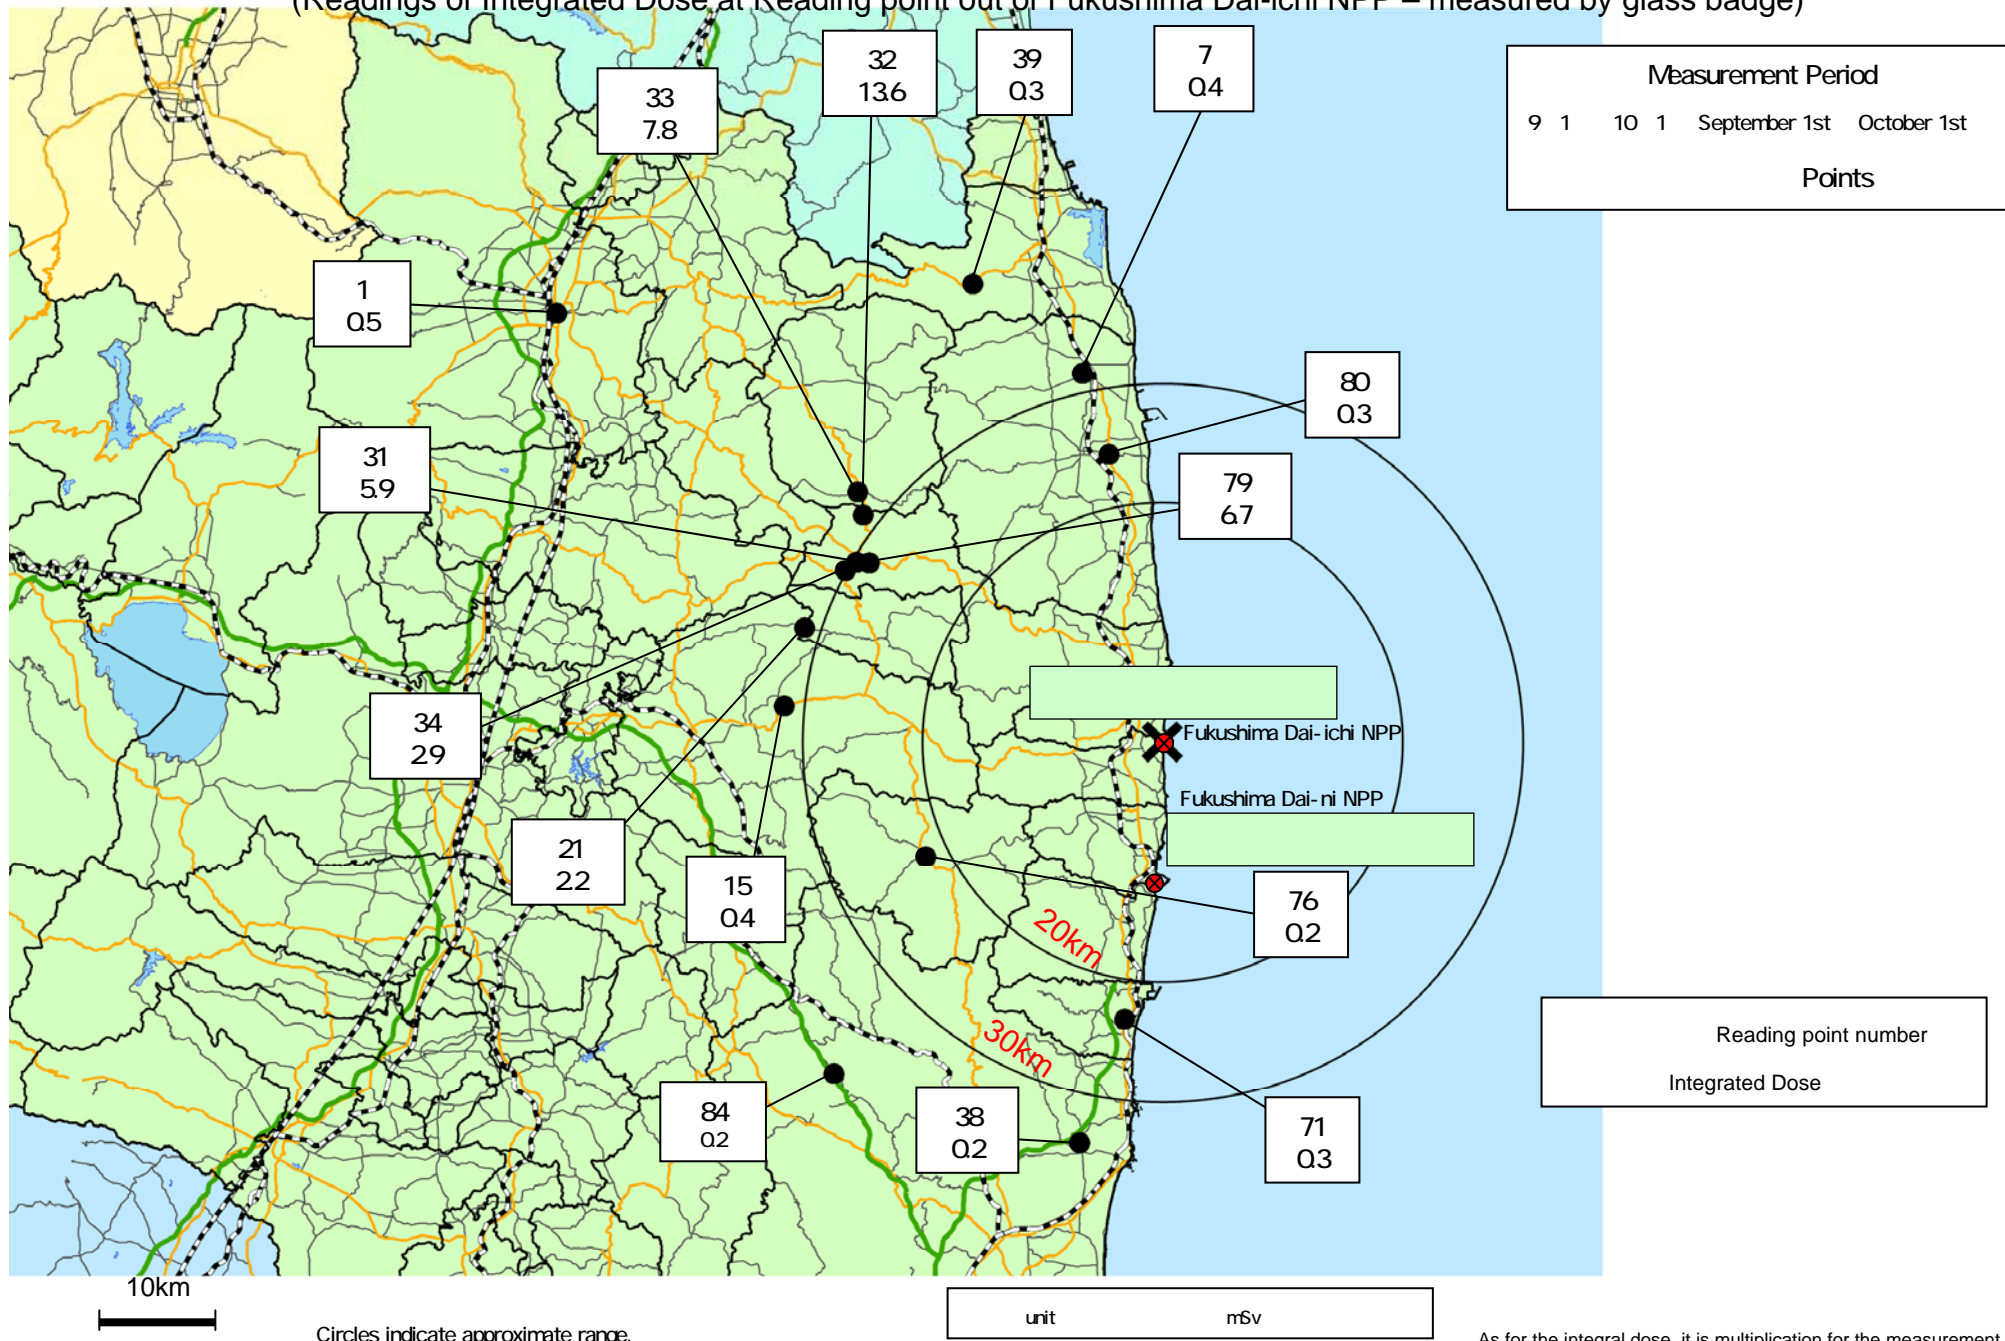 (Readings of Integrated Dose at Reading point out of Fukushima Dai-ichi NPP – measured by glass badge)
Measurement Period
9 1 10 1 September 1st October 1st
Points
33
7.8
32
13.6
39
0.3
7
0.4
1
0.5
80
0.3
31
5.9
79
6.7
34
2.9
Fukushima Dai-ichi NPP
Fukushima Dai-ni NPP
21
2.2
15
0.4
76
0.2
20km
30km
84
0.2
38
0.2
71
0.3
Reading point number
Integrated Dose
10km
unit mSv
Circles indicate approximate range.
As for the integral dose, it is multiplication for the measurement